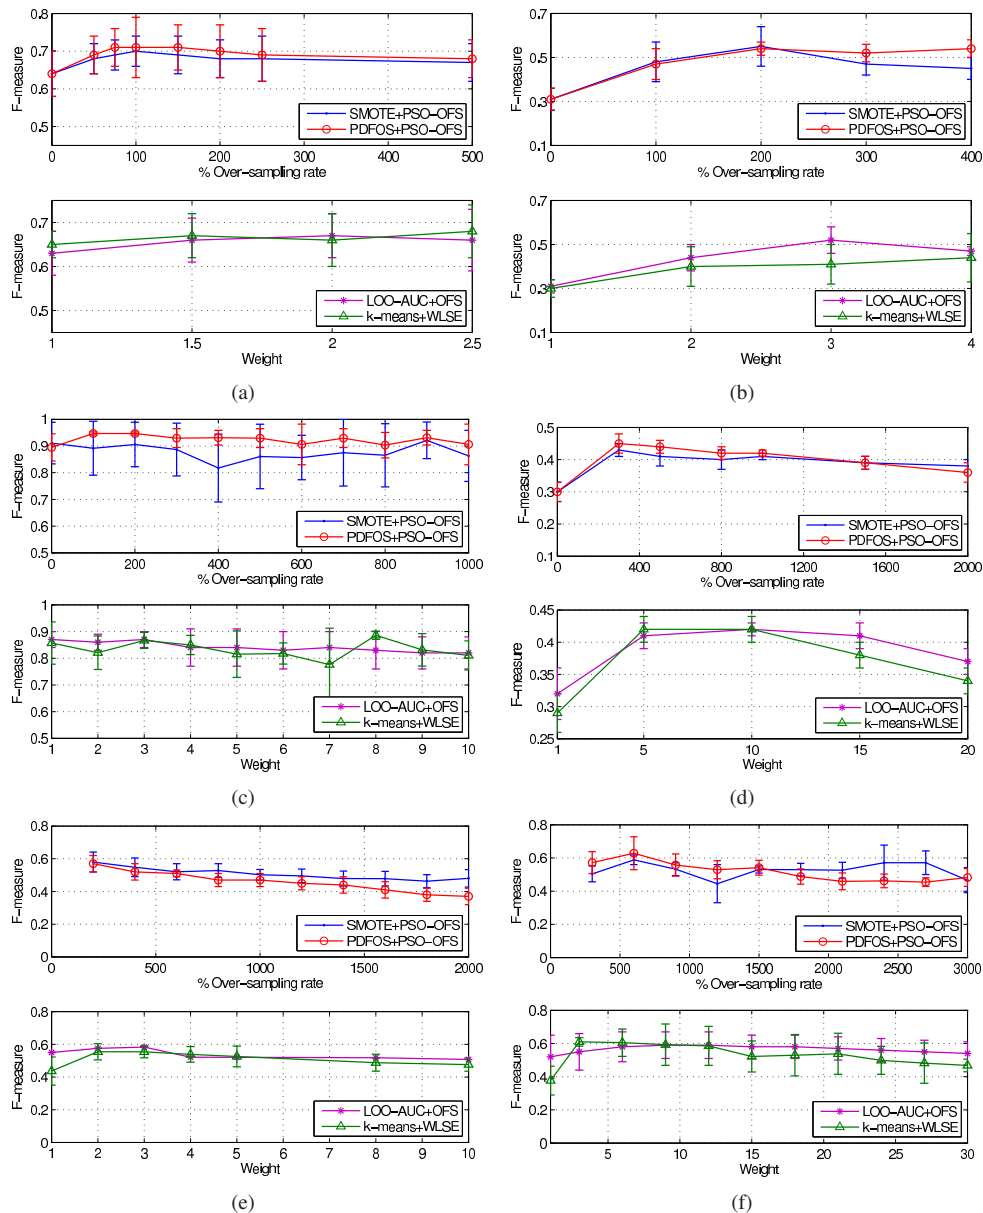 0.8
0.7
0.6
0.5
F-measure
SMOTE+PSO-OFS
PDFOS+PSO-OFS
0 100 200 300 400 500
% Over-sampling rate
0.7
0.6
0.5
F-measure
LOO-AUC+OFS
k-means+WLSE
1 1.5 2 2.5
Weight
(a)
0.7
0.5
0.3
0.1
F-measure
SMOTE+PSO-OFS
PDFOS+PSO-OFS
0 100 200 300 400
% Over-sampling rate
0.7
0.5
0.3
0.1
F-measure
LOO-AUC+OFS
k-means+WLSE
1 2 3 4
Weight
(b)
1
0.9
0.8
0.7
0.6
0.5
F-measure
SMOTE+PSO-OFS
PDFOS+PSO-OFS
0 200 400 600 800 1000
% Over-sampling rate
1
0.9
0.8
0.7
0.6
0.5
F-measure
LOO-AUC+OFS
k-means+WLSE
1 2 3 4 5 6 7 8 9 10
Weight
(c)
0.5
0.4
0.3
0.2
0.1
F-measure
SMOTE+PSO-OFS
PDFOS+PSO-OFS
0 400 800 1200 1600 2000
% Over-sampling rate
0.45
0.4
0.35
0.3
0.25
F-measure
LOO-AUC+OFS
k-means+WLSE
1 5 10 15 20
Weight
(d)
0.8
0.6
0.4
0.2
0
F-measure
SMOTE+PSO-OFS
PDFOS+PSO-OFS
0 500 1000 1500 2000
% Over-sampling rate
0.8
0.6
0.4
0.2
0
F-measure
LOO-AUC+OFS
k-means+WLSE
1 2 3 4 5 6 7 8 9 10
Weight
(e)
0.8
0.6
0.4
0.2
0
F-measure
SMOTE+PSO-OFS
PDFOS+PSO-OFS
0 500 1000 1500 2000 2500 3000
% Over-sampling rate
0.8
0.6
0.4
0.2
0
F-measure
LOO-AUC+OFS
k-means+WLSE
5 10 15 20 25 30
Weight
(f)